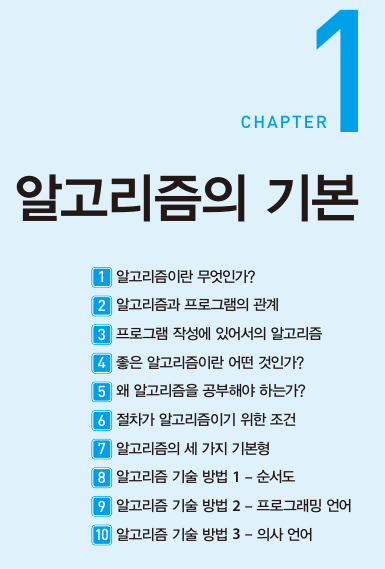 CHAPTER 1
알고리즘의 기본
1 알고리즘이란 무엇인가?
2 알고리즘과 프로그램의 관계
3 프로그램 작성에 있어서의 알고리즘
4 좋은 알고리즘이란 어떤 것인가?
5 왜 알고리즘을 공부해야 하는가?
6 절차가 알고리즘이기 위한 조건
7 알고리즘의 세 가지 기본형
8 알고리즘 기술 방법 1 – 순서도
9 알고리즘 기술 방법 2 – 프로그래밍 언어
10 알고리즘 기술 방법 3 – 의사 언어